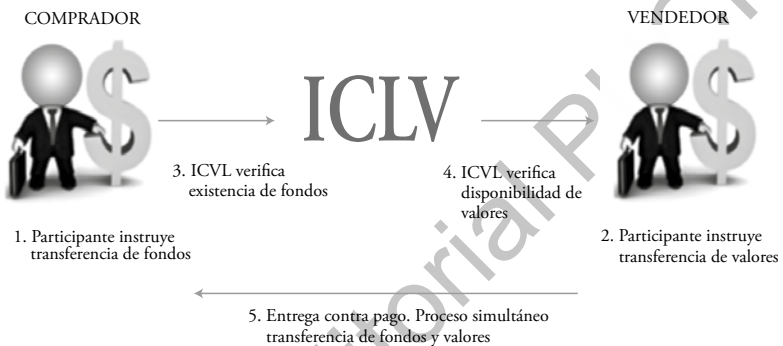 COMPRADOR
VENDEDOR
ICLV
3. ICVL verifica
existencia de fondos
4. ICVL verifica
disponibilidad de
valores
1. Participante instruye
transferencia de fondos
2. Participante instruye
transferencia de valores
5. Entrega contra pago. Proceso simultáneo
transferencia de fondos y valores